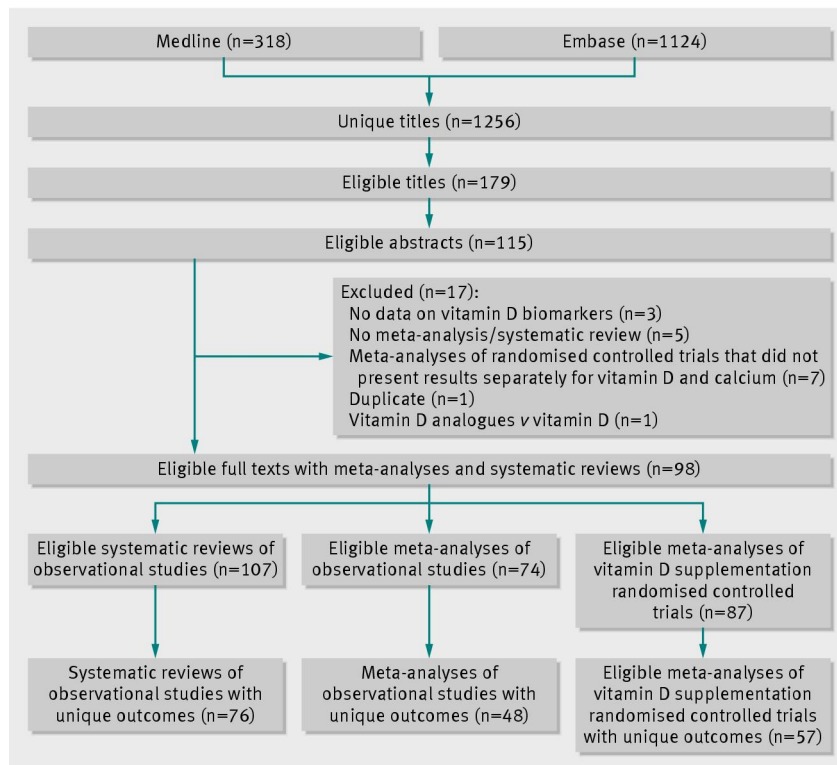 Medline (n=318)
Embase (n=1124)
Unique titles (n=1256)
Eligible titles (n=179)
Eligible abstracts (n=115)
Excluded (n=17):
No data on vitamin D biomarkers (n=3)
No meta-analysis/systematic review (n=5)
Meta-analyses of randomised controlled trials that did not
present results separately for vitamin D and calcium (n=7)
Duplicate (n=1)
Vitamin D analogues v vitamin D (n=1)
Eligible full texts with meta-analyses and systematic reviews (n=98)
Eligible systematic reviews of
observational studies (n=107)
Eligible meta-analyses of
observational studies (n=74)
Eligible meta-analyses of
vitamin D supplementation
randomised controlled
trials (n=87)
Systematic reviews of
observational studies with
unique outcomes (n=76)
Meta-analyses of
observational studies with
unique outcomes (n=48)
Eligible meta-analyses of
vitamin D supplementation
randomised controlled trials
with unique outcomes (n=57)